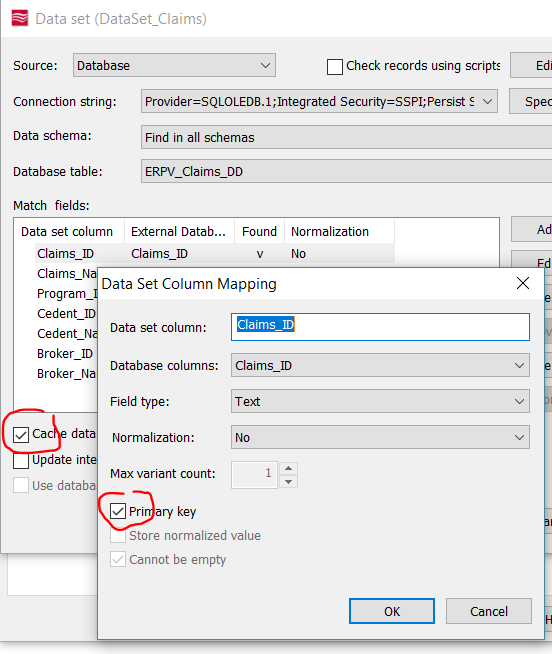 Data set (DataSet_Claims)
Source: Database Check records using scripts Edi
Connection string: Provider=SQLOLEDB.1;Integrated Security=SSPI;Persist S Spec
Data schema: Find in all schemas
Database table: ERPV_Claims_DD
Match fields:
Data set column External Datab... Found Normalization Ad
Claims_ID Claims_ID v No Ed
Claims_Na
Data Set Column Mapping
Program_I
Cedent_ID
Data set column: Claims_ID
Cedent_Na
Broker_ID
Database columns: Claims_ID
Broker_Na
Field type: Text
Cache data
Normalization: No
Update inte
Max variant count: 1
Use databa
Primary key
Store normalized value
Cannot be empty
OK Cancel